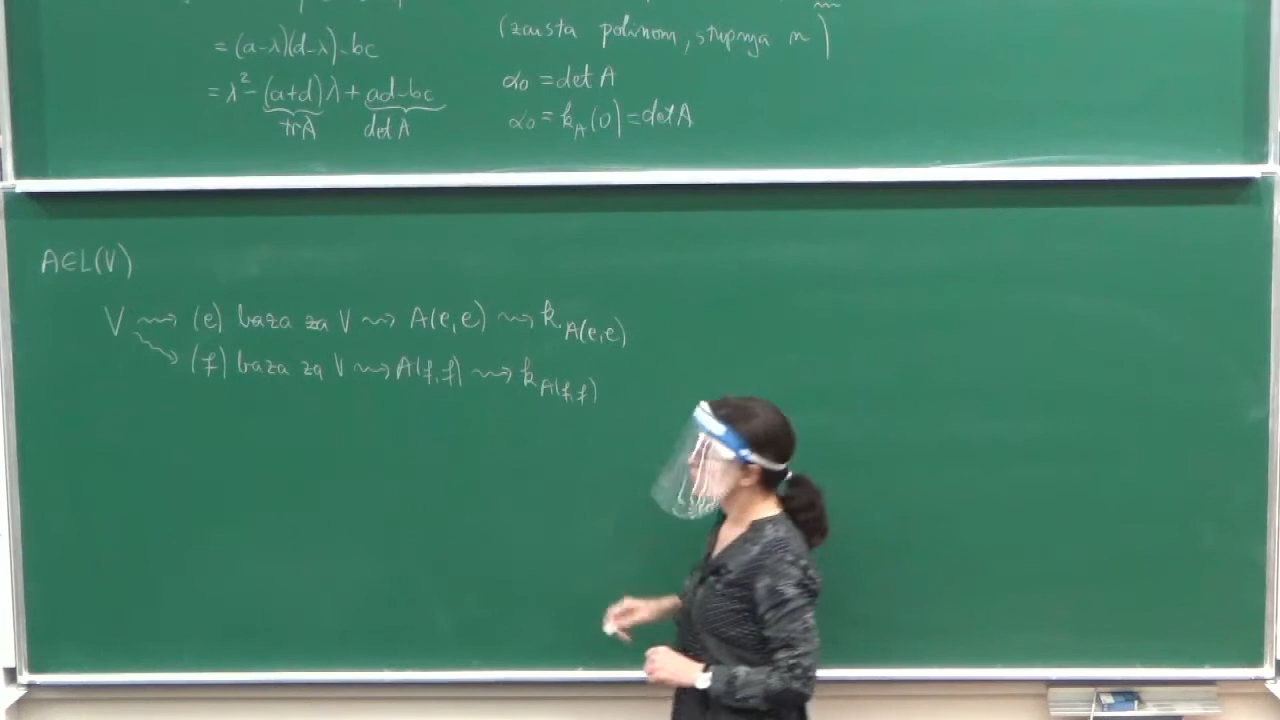 = (a-λ)(d-λ)-bc
= λ² - (a+d)λ + ad-bc
trA detA
(zaista polinom, stupnja n)
α₀ = det A
α₀ = k_A(0) = det A
A∈L(V)
V ⇝ (e) baza za V ⇝ A(e,e) ⇝ k_A(e,e)
⇝ (f) baza za V ⇝ A(f,f) ⇝ k_A(f,f)